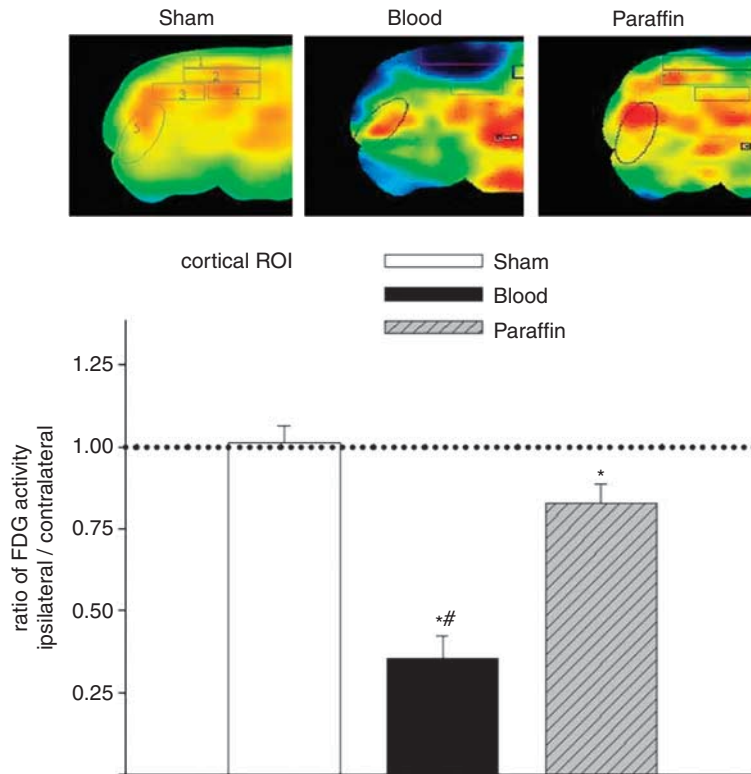 Sham Blood Paraffin
1
2
3 4
5
cortical ROI
Sham
Blood
Paraffin
ratio of FDG activity
ipsilateral / contralateral
1.25
1.00
0.75
0.50
0.25
*#
*